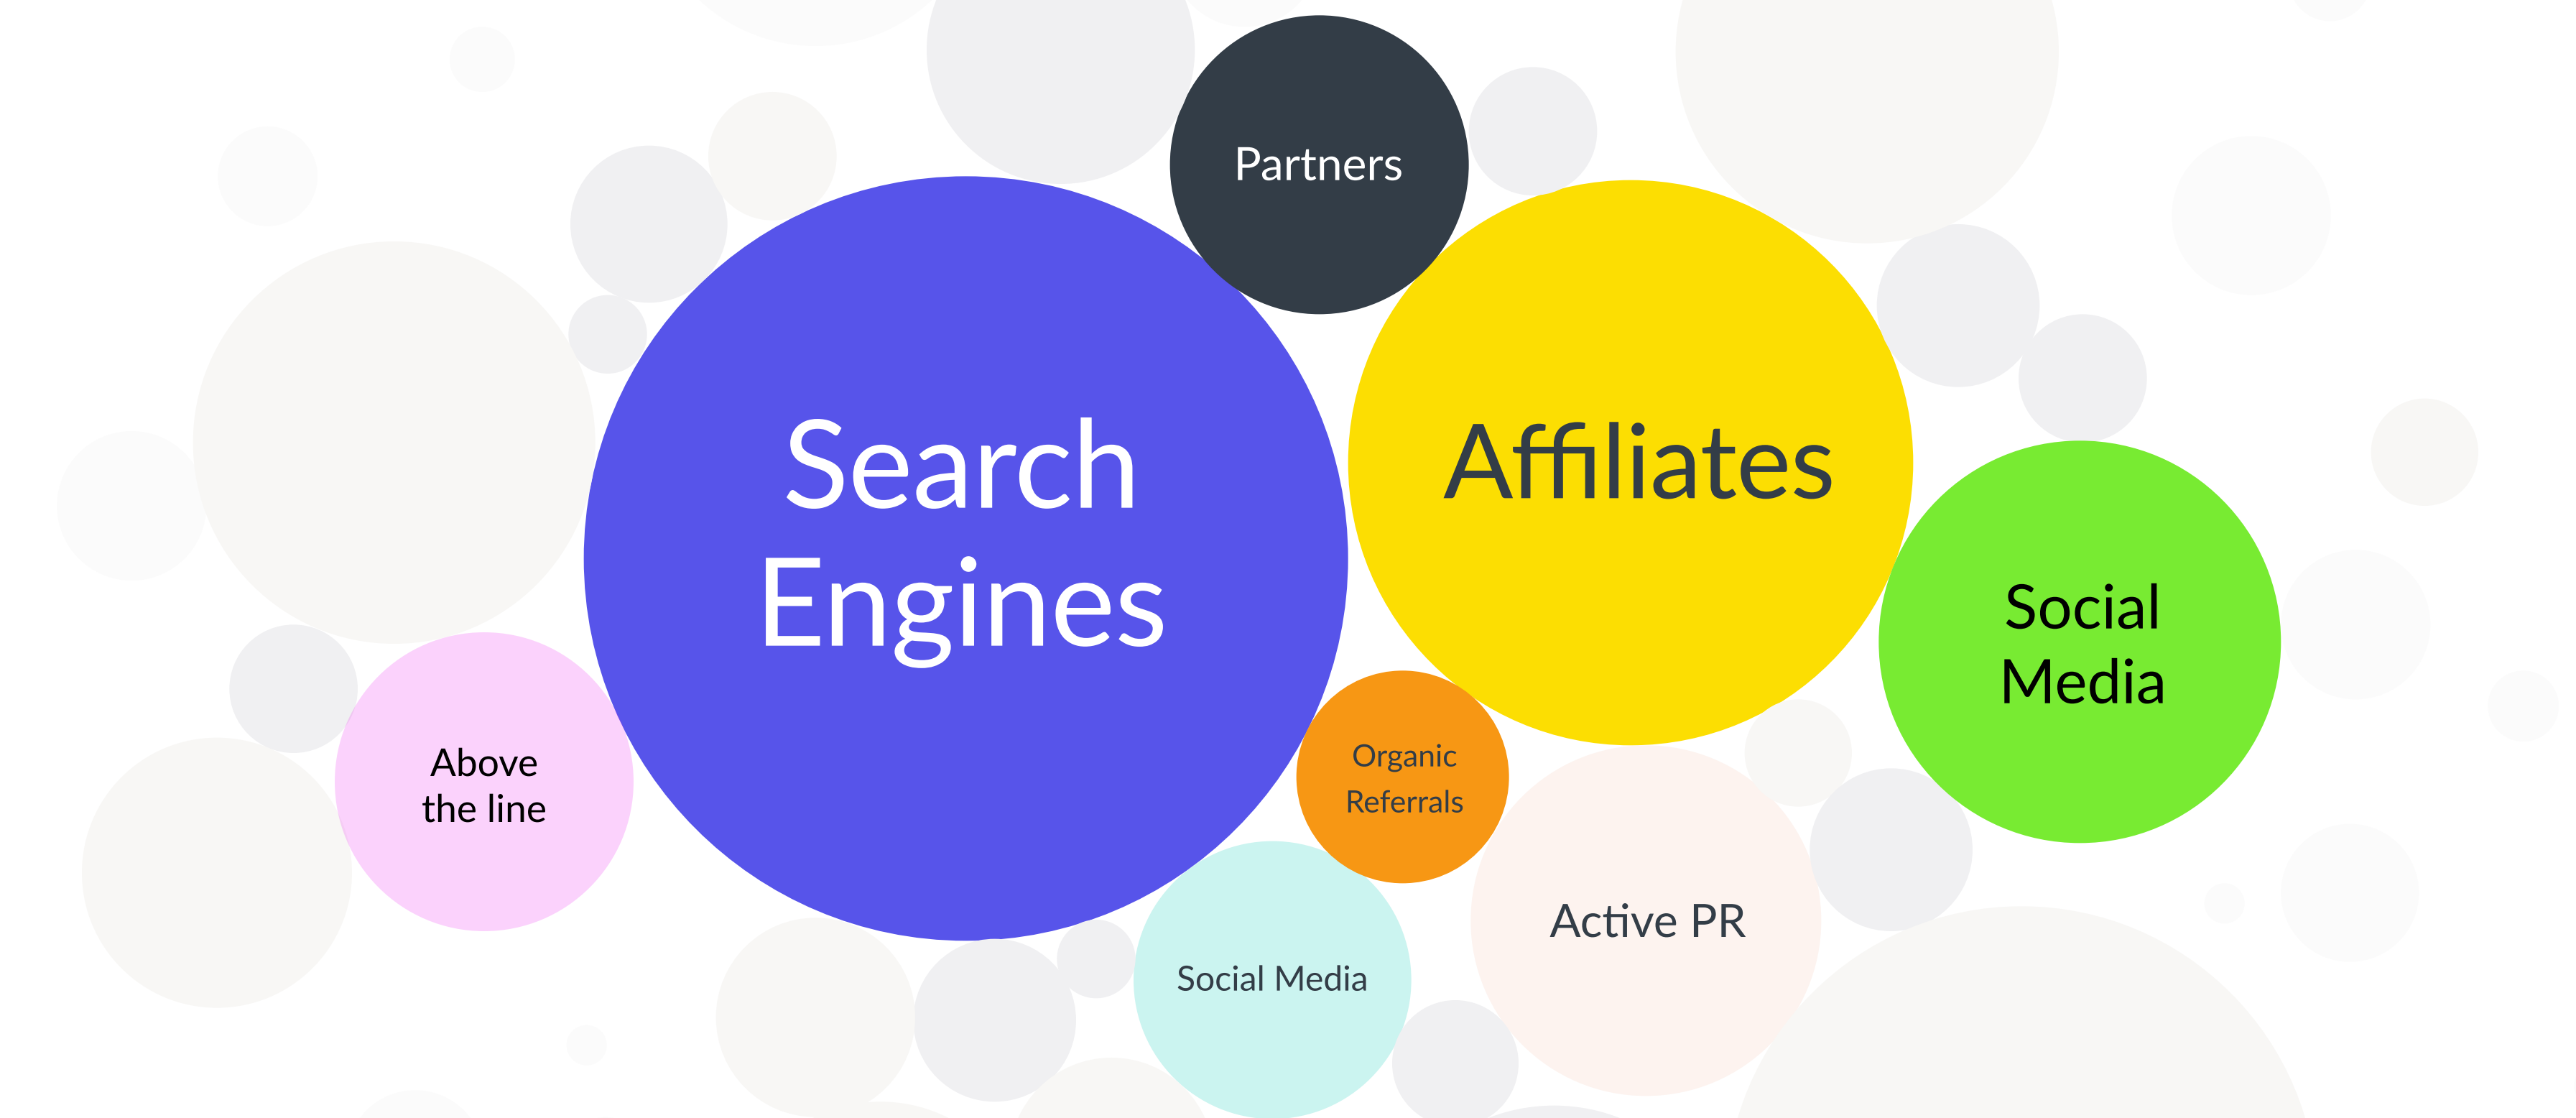 Partners
Search
Engines
Affiliates
Social
Media
Above
the line
Organic
Referrals
Active PR
Social Media